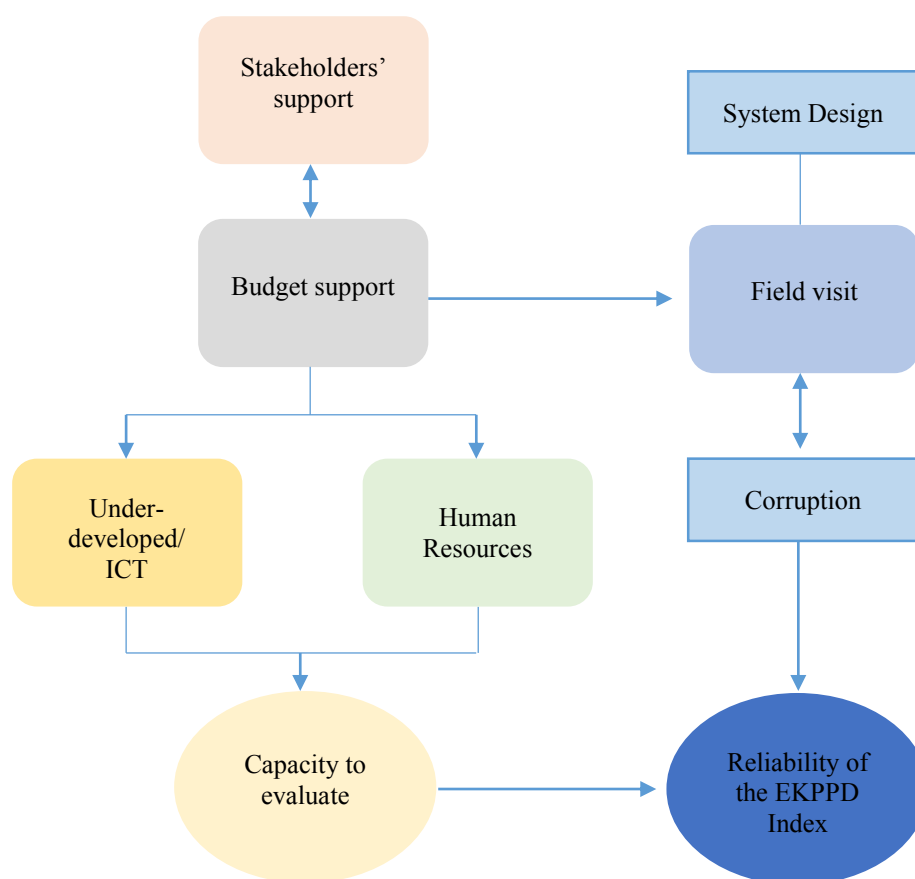 Stakeholders’
support
System Design
Budget support
Field visit
Under-
developed/
ICT
Human
Resources
Corruption
Capacity to
evaluate
Reliability of
the EKPPD
Index